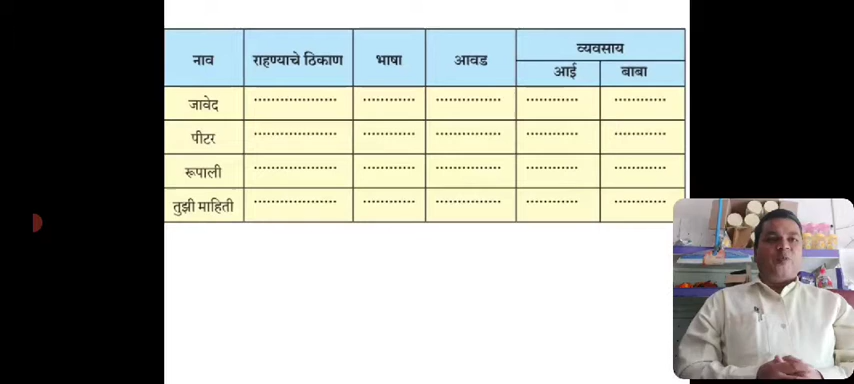 नाव राहण्याचे ठिकाण भाषा आवड व्यवसाय
आई बाबा
जावेद .................... ............ ............... ............ ............
पीटर .................... ............ ............... ............ ............
रूपाली .................... ............ ............... ............ ............
तुझी माहिती .................... ............ ............... ............ ............